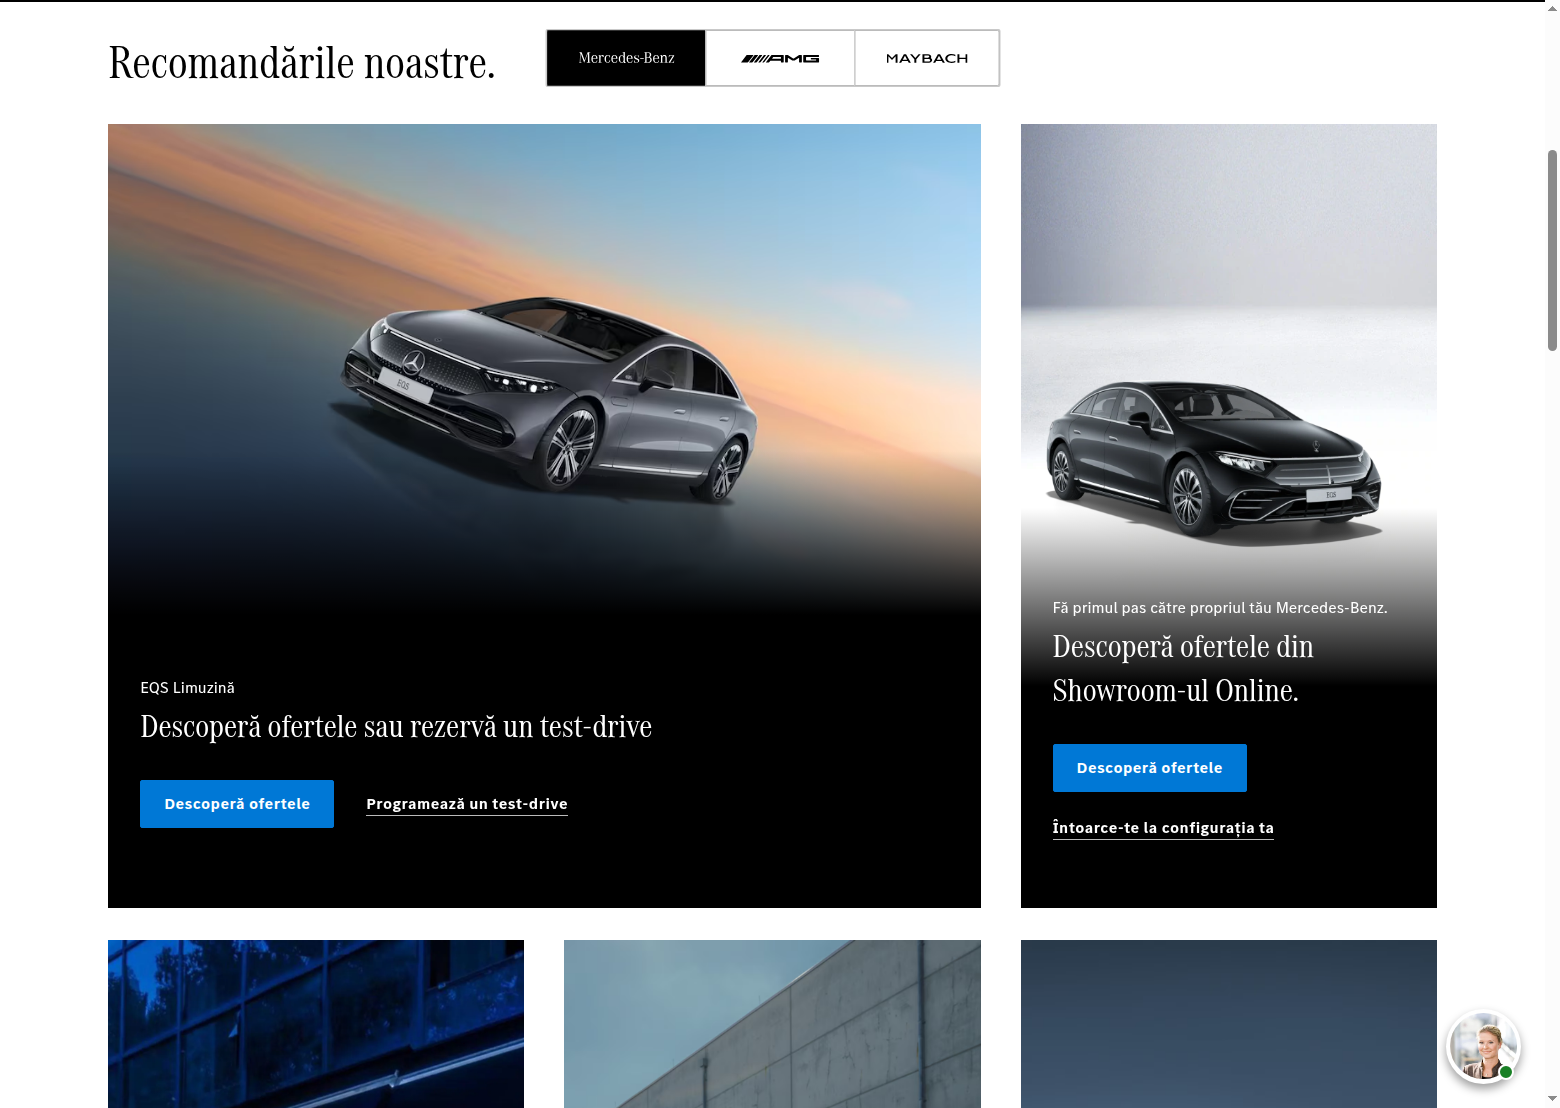 Recomandările noastre.
Mercedes-Benz
AMG
MAYBACH
EQS
EQS Limuzină
Descoperă ofertele sau rezervă un test-drive
Descoperă ofertele
Programează un test-drive
EQS
Fă primul pas către propriul tău Mercedes-Benz.
Descoperă ofertele din
Showroom-ul Online.
Descoperă ofertele
Întoarce-te la configurația ta